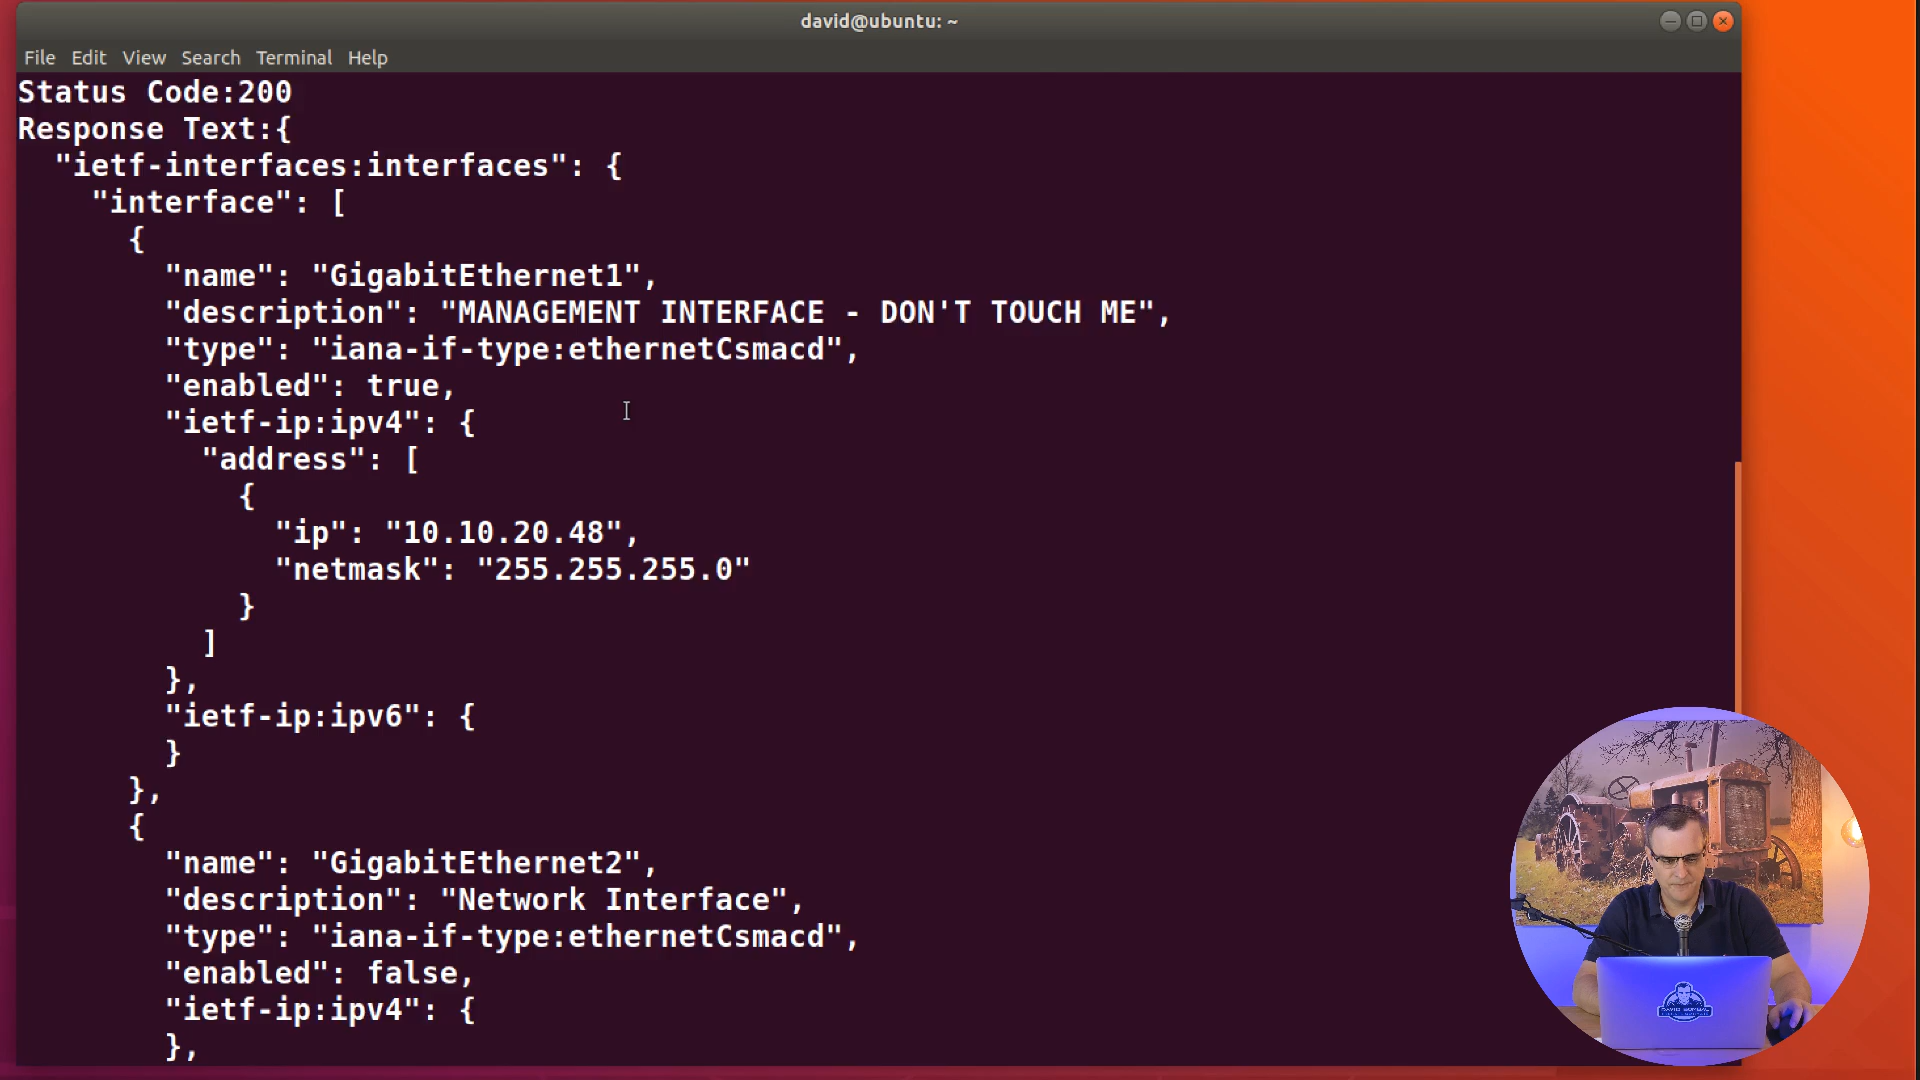 david@ubuntu: ~
File Edit View Search Terminal Help
Status Code:200
Response Text:{
"ietf-interfaces:interfaces": {
"interface": [
{
"name": "GigabitEthernet1",
"description": "MANAGEMENT INTERFACE - DON'T TOUCH ME",
"type": "iana-if-type:ethernetCsmacd",
"enabled": true,
"ietf-ip:ipv4": {
"address": [
{
"ip": "10.10.20.48",
"netmask": "255.255.255.0"
}
]
},
"ietf-ip:ipv6": {
}
},
{
"name": "GigabitEthernet2",
"description": "Network Interface",
"type": "iana-if-type:ethernetCsmacd",
"enabled": false,
"ietf-ip:ipv4": {
},
DAVID BOMBAL